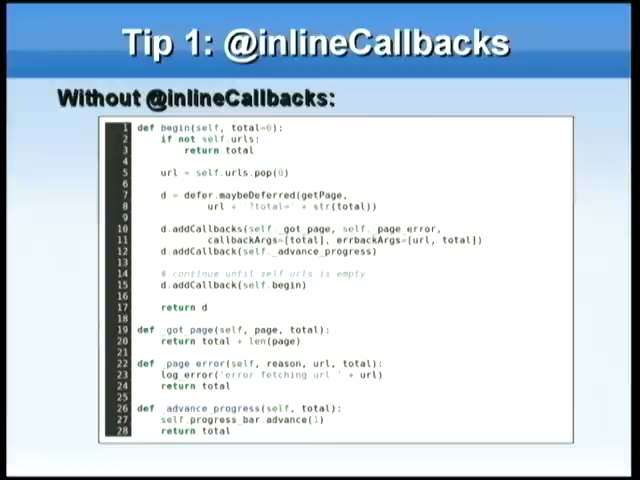 Tip 1: @inlineCallbacks
Without @inlineCallbacks:
1 def begin(self, total=0):
2     if not self.urls:
3         return total
4
5     url = self.urls.pop(0)
6
7     d = defer.maybeDeferred(getPage,
8             url + '?total=' + str(total))
9
10     d.addCallbacks(self._got_page, self._page_error,
11             callbackArgs=[total], errbackArgs=[url, total])
12     d.addCallback(self._advance_progress)
13
14     # continue until self.urls is empty
15     d.addCallback(self.begin)
16
17     return d
18
19 def _got_page(self, page, total):
20     return total + len(page)
21
22 def _page_error(self, reason, url, total):
23     log_error('error fetching url ' + url)
24     return total
25
26 def _advance_progress(self, total):
27     self.progress_bar.advance(1)
28     return total